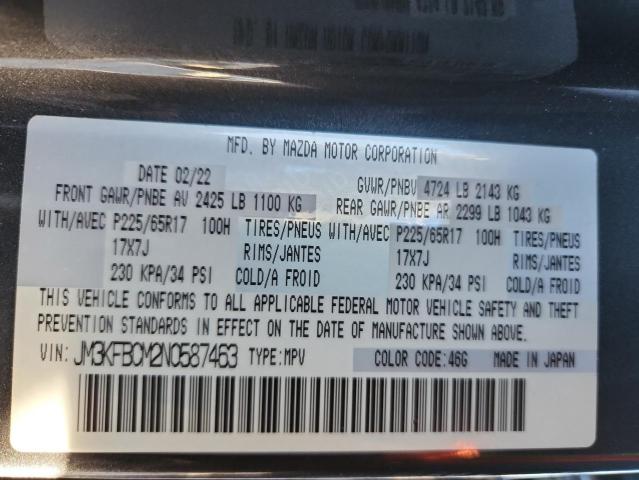 MFD. BY MAZDA MOTOR CORPORATION
DATE 02/22 GVWR/PNBV 4724 LB 2143 KG
FRONT GAWR/PNBE AV 2425 LB 1100 KG REAR GAWR/PNBE AR 2299 LB 1043 KG
WITH/AVEC P225/65R17 100H TIRES/PNEUS WITH/AVEC P225/65R17 100H TIRES/PNEUS
17X7J RIMS/JANTES 17X7J RIMS/JANTES
230 KPA/34 PSI COLD/A FROID 230 KPA/34 PSI COLD/A FROID
THIS VEHICLE CONFORMS TO ALL APPLICABLE FEDERAL MOTOR VEHICLE SAFETY AND THEFT
PREVENTION STANDARDS IN EFFECT ON THE DATE OF MANUFACTURE SHOWN ABOVE.
VIN: JM3KFBCM2N0587463 TYPE:MPV COLOR CODE:46G MADE IN JAPAN